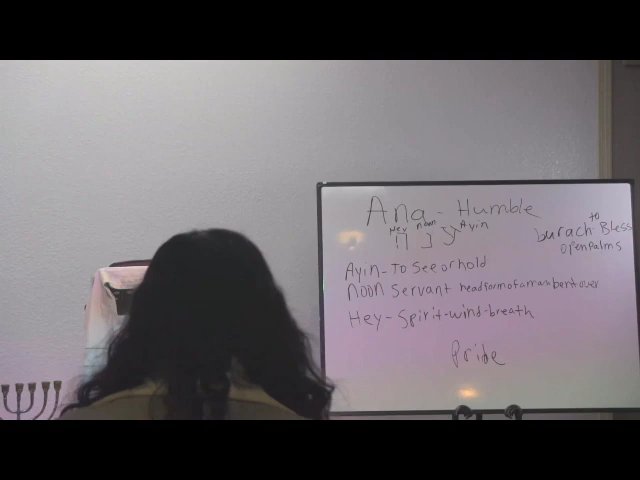 Ana - Humble
Hey noon Ayin
ענה
Ayin - To see or hold
noon Servant head form of a man bent over
Hey - Spirit - wind - breath
Pride
burach - to Bless
open palms